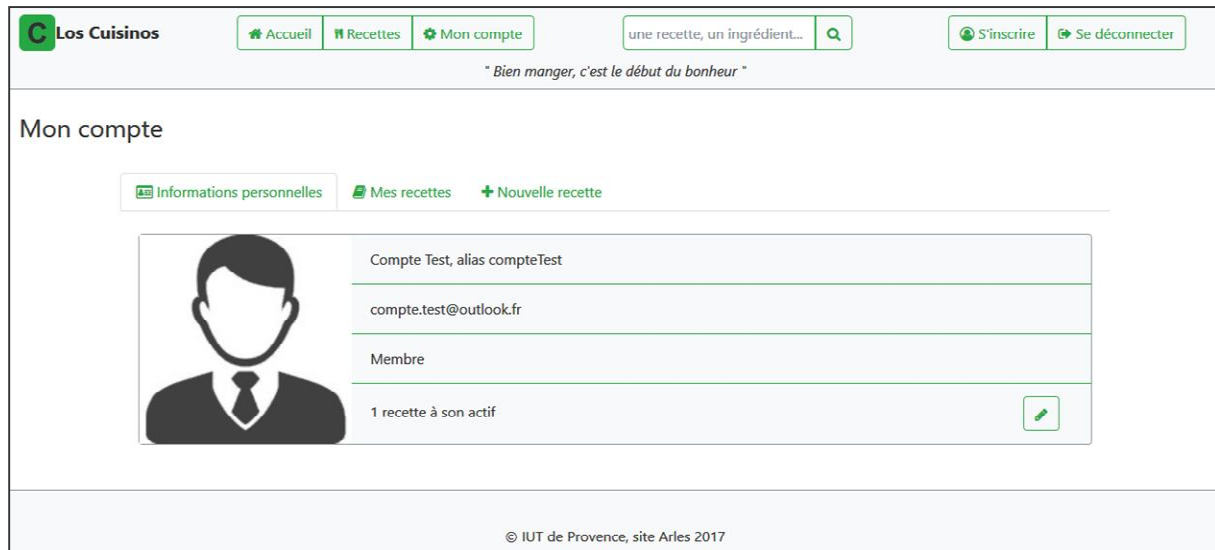 C Los Cuisinos Accueil Recettes Mon compte une recette, un ingrédient... S'inscrire Se déconnecter
" Bien manger, c'est le début du bonheur "
Mon compte
Informations personnelles Mes recettes Nouvelle recette
Compte Test, alias compteTest
compte.test@outlook.fr
Membre
1 recette à son actif
© IUT de Provence, site Arles 2017